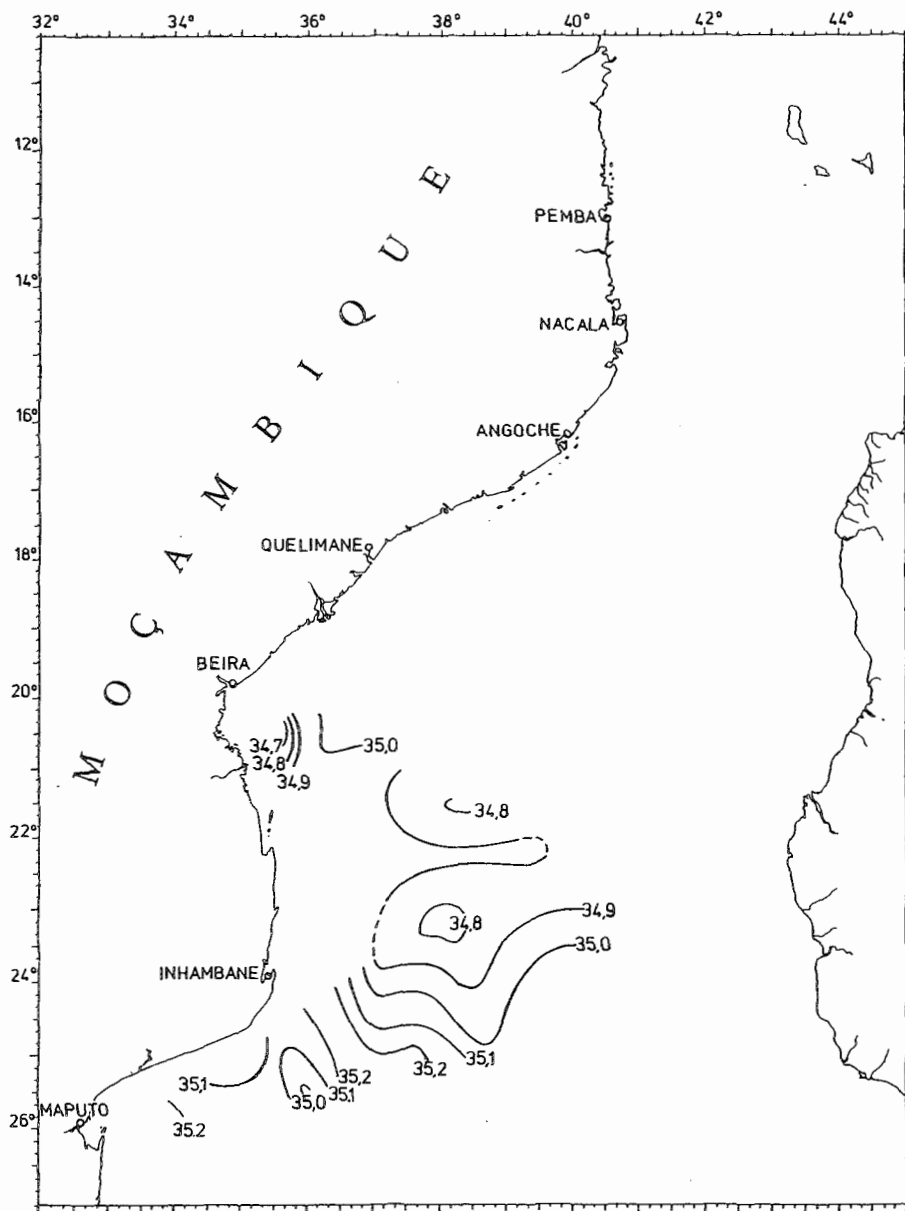 32° 34° 36° 38° 40° 42° 44°
12°
14°
16°
18°
20°
22°
24°
26°
MOÇAMBIQUE
PEMBA
NACALA
ANGOCHE
QUELIMANE
BEIRA
34,7
34,8
34,9
35,0
34,8
34,8
34,9
35,0
INHAMBANE
35,1
35,2
35,2
35,1
35,1
35,0
MAPUTO
35.2